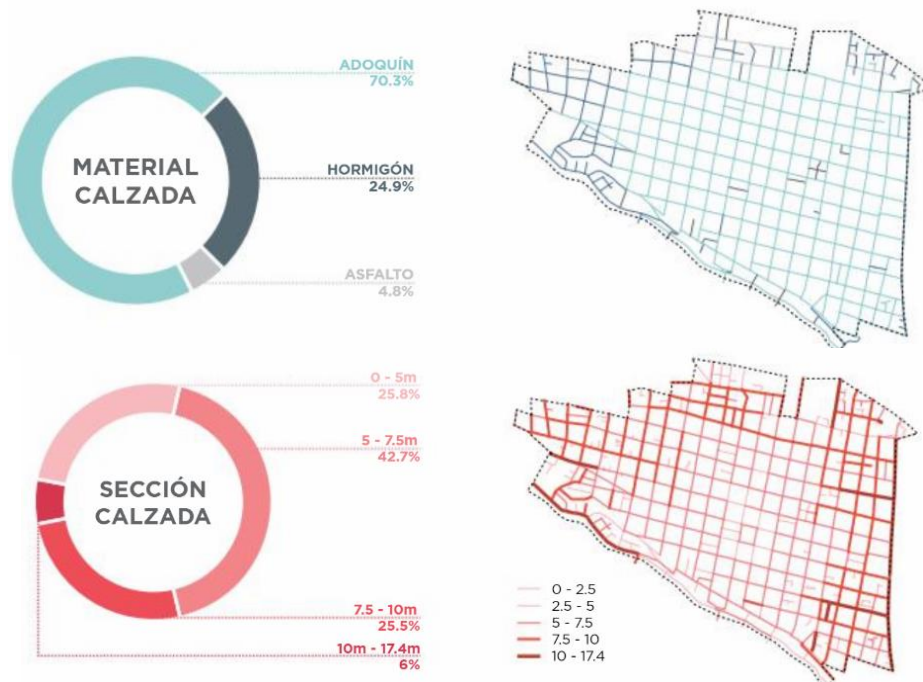 MATERIAL
CALZADA
ADOQUÍN
70.3%
HORMIGÓN
24.9%
ASFALTO
4.8%
SECCIÓN
CALZADA
0 - 5m
25.8%
5 - 7.5m
42.7%
7.5 - 10m
25.5%
10m - 17.4m
6%
0 - 2.5
2.5 - 5
5 - 7.5
7.5 - 10
10 - 17.4